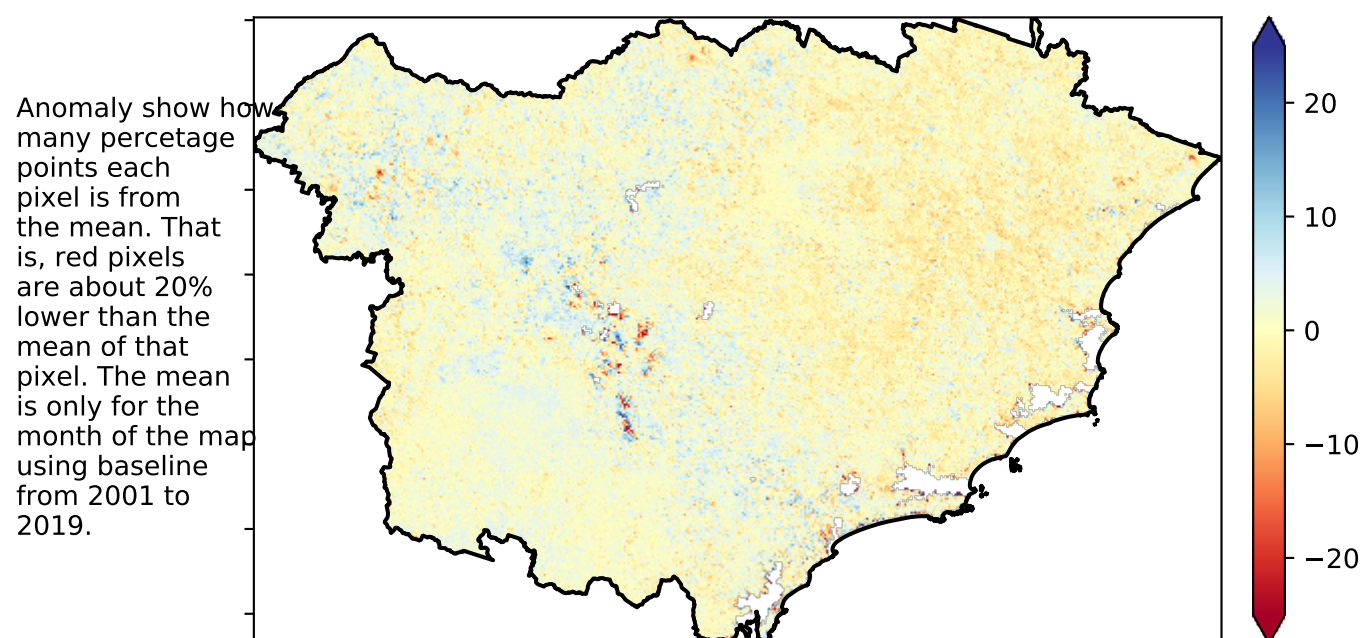 Anomaly show how
many percetage
points each
pixel is from
the mean. That
is, red pixels
are about 20%
lower than the
mean of that
pixel. The mean
is only for the
month of the map
using baseline
from 2001 to
2019.
20
10
0
−10
−20